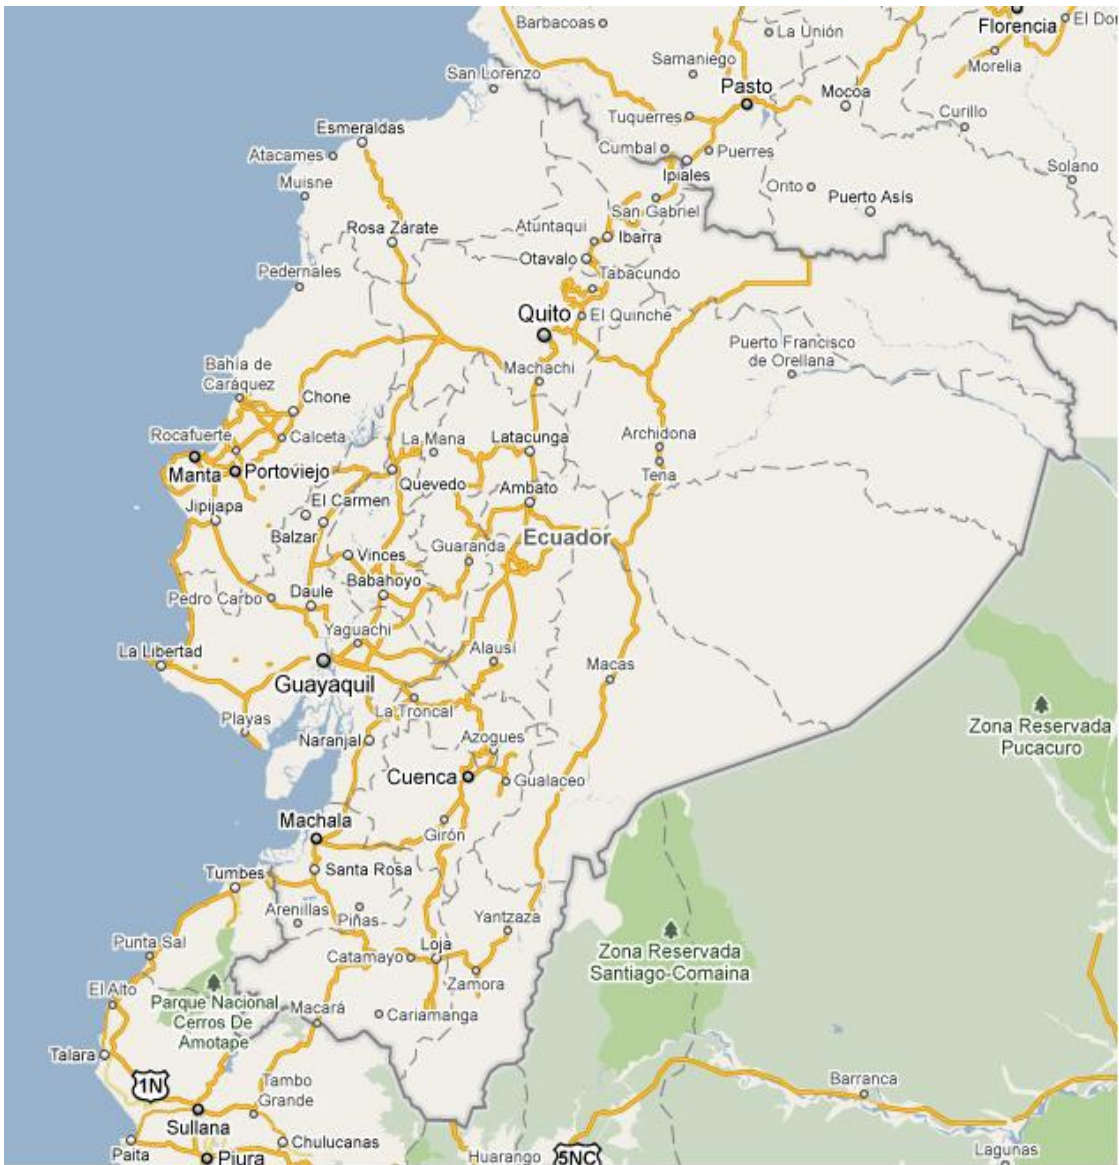 Barbacoas
La Unión
Florencia
El Dor
Morelia
San Lorenzo
Samaniego
Pasto
Mocoa
Tuquerres
Curillo
Esmeraldas
Atacames
Cumbal
Puerres
Ipiales
Solano
Muisne
Orito
Puerto Asís
San Gabriel
Rosa Zárate
Atuntaqui
Ibarra
Otavalo
Pedernales
Tabacundo
Quito
El Quinche
Puerto Francisco
de Orellana
Machachi
Bahía de
Caráquez
Chone
Rocafuerte
Calceta
La Mana
Latacunga
Archidona
Manta
Portoviejo
Quevedo
Tena
Ambato
El Carmen
Jipijapa
Balzar
Ecuador
Vinces
Guaranda
Babahoyo
Pedro Carbo
Daule
Yaguachi
La Libertad
Alausí
Macas
Guayaquil
La Troncal
Playas
Naranjal
Azogues
Zona Reservada
Pucacuro
Cuenca
Gualaceo
Machala
Girón
Santa Rosa
Tumbes
Arenillas
Piñas
Yantzaza
Punta Sal
Catamayo
Loja
Zamora
Zona Reservada
Santiago-Comaina
El Alto
Parque Nacional
Cerros De
Amotape
Macará
Cariamanga
Talara
1N
Tambo
Grande
Barranca
Sullana
Chulucanas
Paita
Piura
Huarango
5NC
Lagunas